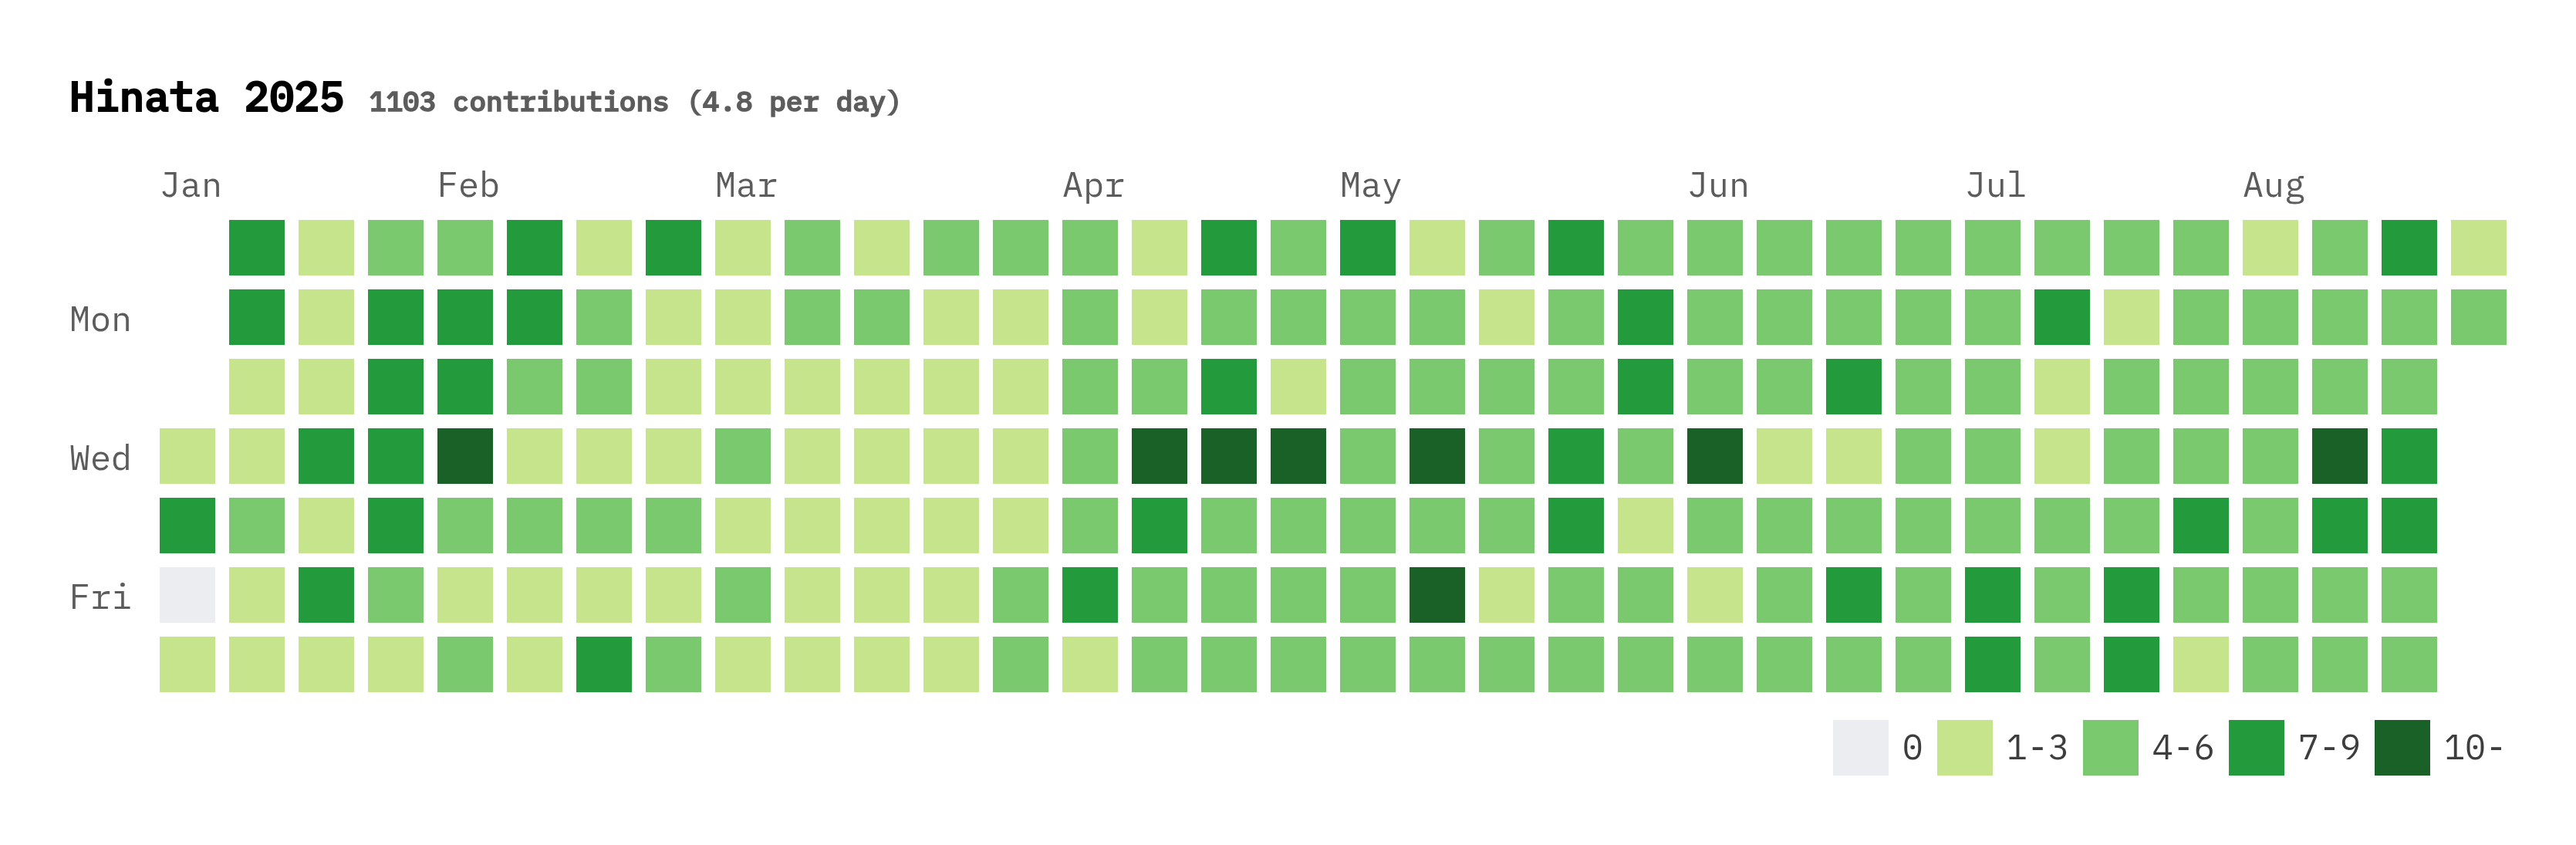 Hinata 2025 1103 contributions (4.8 per day)
Jan Feb Mar Apr May Jun Jul Aug
Mon
Wed
Fri
0 1-3 4-6 7-9 10-